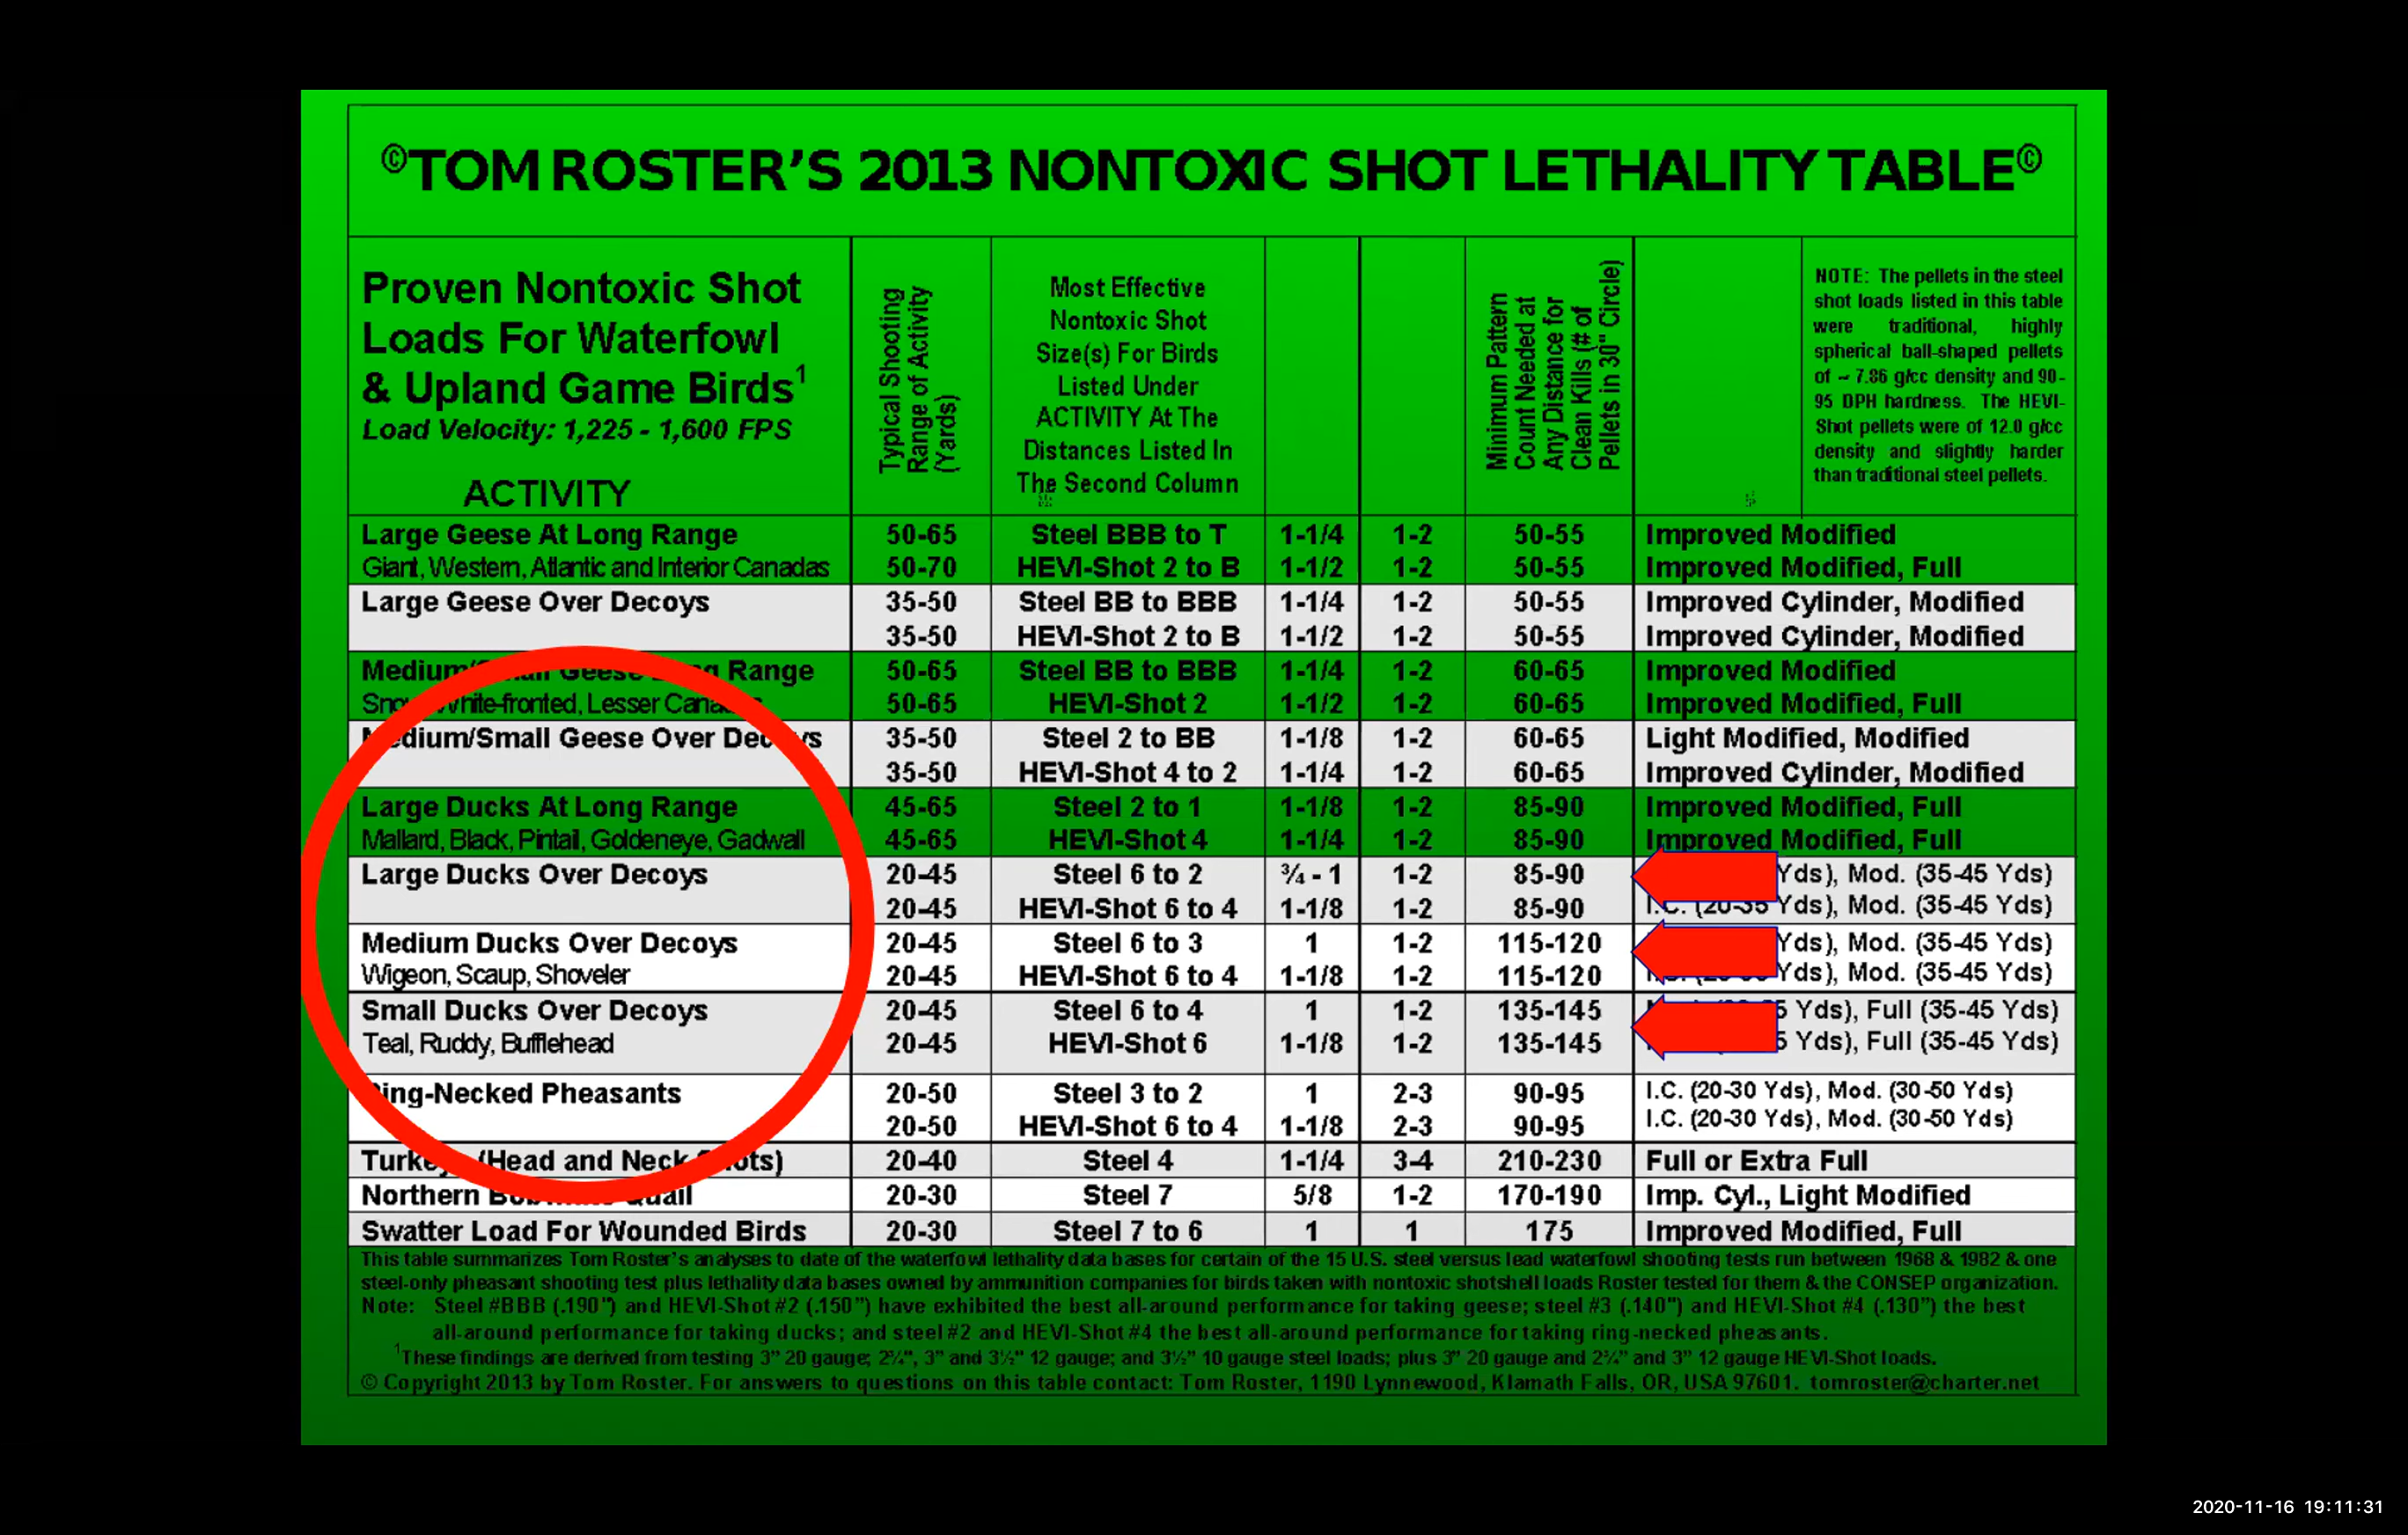 ©TOM ROSTER'S 2013 NONTOXIC SHOT LETHALITY TABLE©
Proven Nontoxic Shot
Loads For Waterfowl
& Upland Game Birds1
Load Velocity: 1,225 - 1,600 FPS
ACTIVITY
Typical Shooting
Range of Activity
(Yards)
Most Effective
Nontoxic Shot
Size(s) For Birds
Listed Under
ACTIVITY At The
Distances Listed In
The Second Column
Minimum Pattern
Count Needed at
Any Distance for
Clean Kills (# of
Pellets in 30" Circle)
NOTE: The pellets in the steel
shot loads listed in this table
were traditional, highly
spherical ball-shaped pellets
of ~ 7.86 g/cc density and 90-
95 DPH hardness. The HEVI-
Shot pellets were of 12.0 g/cc
density and slightly harder
than traditional steel pellets.
Large Geese At Long Range 50-65 Steel BBB to T 1-1/4 1-2 50-55 Improved Modified
Giant, Western, Atlantic and Interior Canadas 50-70 HEVI-Shot 2 to B 1-1/2 1-2 50-55 Improved Modified, Full
Large Geese Over Decoys 35-50 Steel BB to BBB 1-1/4 1-2 50-55 Improved Cylinder, Modified
35-50 HEVI-Shot 2 to B 1-1/2 1-2 50-55 Improved Cylinder, Modified
Medium/Small Geese Long Range 50-65 Steel BB to BBB 1-1/4 1-2 60-65 Improved Modified
White-fronted, Lesser 50-65 HEVI-Shot 2 1-1/2 1-2 60-65 Improved Modified, Full
Medium/Small Geese Over Decoys 35-50 Steel 2 to BB 1-1/8 1-2 60-65 Light Modified, Modified
35-50 HEVI-Shot 4 to 2 1-1/4 1-2 60-65 Improved Cylinder, Modified
Large Ducks At Long Range 45-65 Steel 2 to 1 1-1/8 1-2 85-90 Improved Modified, Full
Mallard, Black, Pintail, Goldeneye, Gadwall 45-65 HEVI-Shot 4 1-1/4 1-2 85-90 Improved Modified, Full
Large Ducks Over Decoys 20-45 Steel 6 to 2 ¾ - 1 1-2 85-90 Yds), Mod. (35-45 Yds)
20-45 HEVI-Shot 6 to 4 1-1/8 1-2 85-90 I.C. (20-35 Yds), Mod. (35-45 Yds)
Medium Ducks Over Decoys 20-45 Steel 6 to 3 1 1-2 115-120 Yds), Mod. (35-45 Yds)
Wigeon, Scaup, Shoveler 20-45 HEVI-Shot 6 to 4 1-1/8 1-2 115-120 Yds), Mod. (35-45 Yds)
Small Ducks Over Decoys 20-45 Steel 6 to 4 1 1-2 135-145 Yds), Full (35-45 Yds)
Teal, Ruddy, Bufflehead 20-45 HEVI-Shot 6 1-1/8 1-2 135-145 Yds), Full (35-45 Yds)
Ring-Necked Pheasants 20-50 Steel 3 to 2 1 2-3 90-95 I.C. (20-30 Yds), Mod. (30-50 Yds)
20-50 HEVI-Shot 6 to 4 1-1/8 2-3 90-95 I.C. (20-30 Yds), Mod. (30-50 Yds)
Turkeys (Head and Neck Shots) 20-40 Steel 4 1-1/4 3-4 210-230 Full or Extra Full
Northern Quail 20-30 Steel 7 5/8 1-2 170-190 Imp. Cyl., Light Modified
Swatter Load For Wounded Birds 20-30 Steel 7 to 6 1 1 175 Improved Modified, Full
This table summarizes Tom Roster's analyses to date of the waterfowl lethality data bases for certain of the 15 U.S. steel versus lead waterfowl shooting tests run between 1968 & 1982 & one
steel-only pheasant shooting test plus lethality data bases owned by ammunition companies for birds taken with nontoxic shotshell loads Roster tested for them & the CONSEP organization.
Note: Steel #BBB (.190") and HEVI-Shot #2 (.150") have exhibited the best all-around performance for taking geese; steel #3 (.140") and HEVI-Shot #4 (.130") the best
all-around performance for taking ducks; and steel #2 and HEVI-Shot #4 the best all-around performance for taking ring-necked pheasants.
1These findings are derived from testing 3" 20 gauge; 2¾", 3" and 3½" 12 gauge; and 3½" 10 gauge steel loads; plus 3" 20 gauge and 2¾" and 3" 12 gauge HEVI-Shot loads.
© Copyright 2013 by Tom Roster. For answers to questions on this table contact: Tom Roster, 1190 Lynnewood, Klamath Falls, OR, USA 97601. tomroster@charter.net
2020-11-16 19:11:31